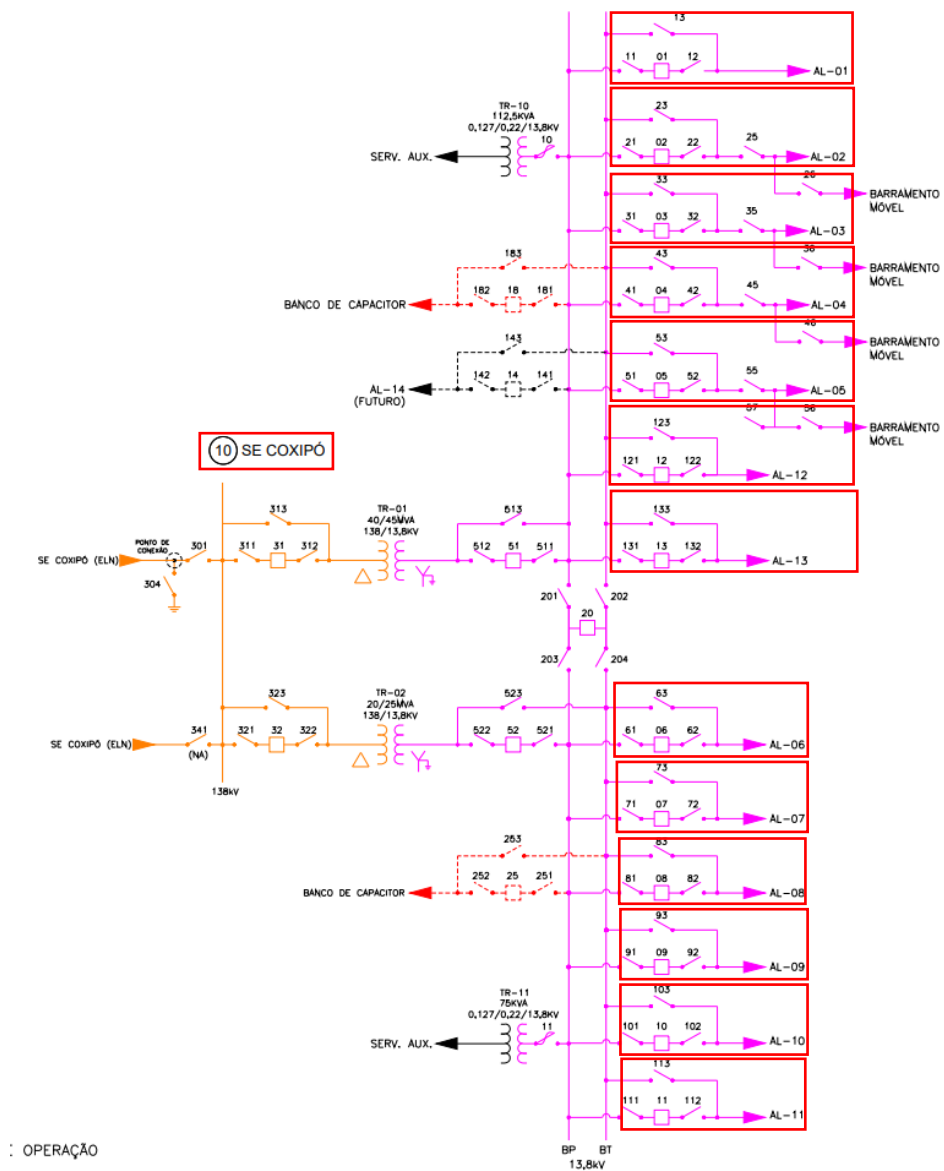 13
11 01 12
AL-01
TR-10
112,5KVA
0,127/0,22/13,8KV
10
SERV. AUX.
23
21 02 22 25
AL-02
26
BARRAMENTO
MÓVEL
33
31 03 32 35
AL-03
36
BARRAMENTO
MÓVEL
183
182 18 181
BANCO DE CAPACITOR
43
41 04 42 45
AL-04
46
BARRAMENTO
MÓVEL
143
142 14 141
AL-14
(FUTURO)
53
51 05 52 55
AL-05
57 56
BARRAMENTO
MÓVEL
123
121 12 122
AL-12
10 SE COXIPÓ
313
TR-01
40/45MVA
138/13,8KV
513
133
SE COXIPÓ (ELN)
PONTO DE
CONEXÃO
301 311 31 312
512 51 511
131 13 132
AL-13
304
201 202
20
203 204
323
TR-02
20/25MVA
138/13,8KV
523
63
SE COXIPÓ (ELN)
341
(NA)
321 32 322
522 52 521
61 06 62
AL-06
138kV
73
71 07 72
AL-07
253
252 25 251
BANCO DE CAPACITOR
83
81 08 82
AL-08
93
91 09 92
AL-09
TR-11
75KVA
0,127/0,22/13,8KV
11
SERV. AUX.
103
101 10 102
AL-10
113
111 11 112
AL-11
BP BT
13,8kV
: OPERAÇÃO